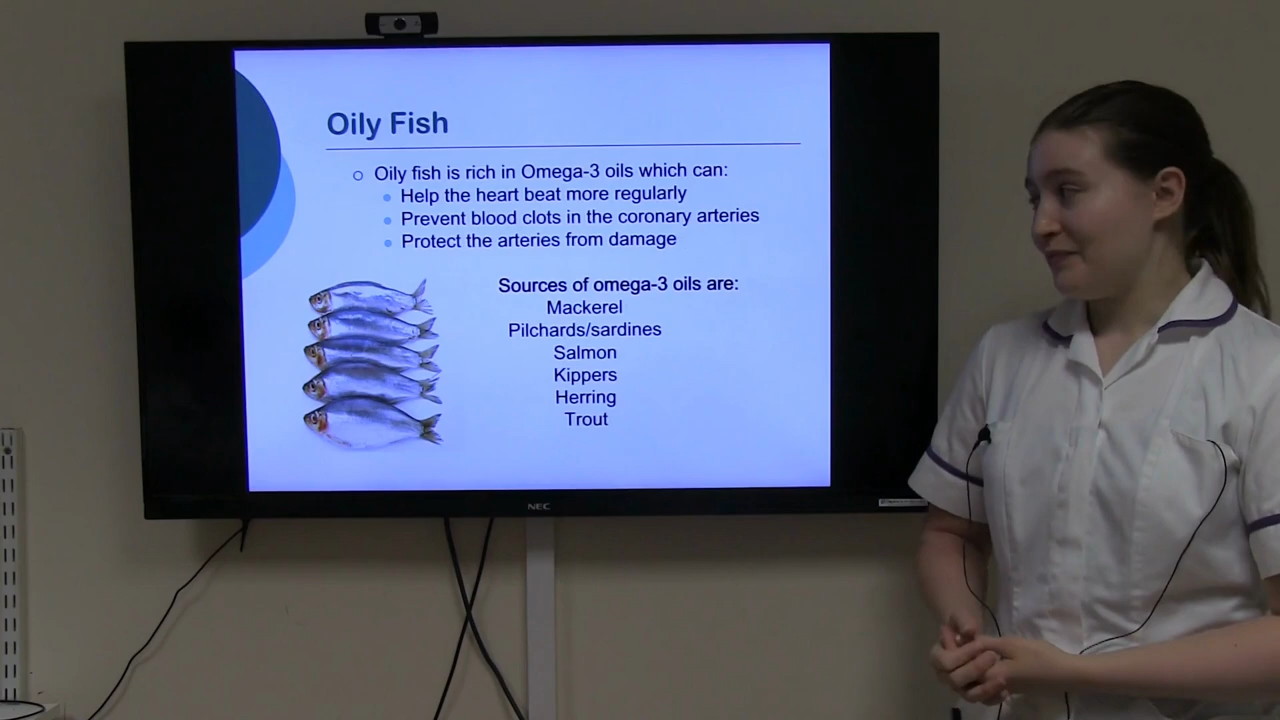 Oily Fish
Oily fish is rich in Omega-3 oils which can:
Help the heart beat more regularly
Prevent blood clots in the coronary arteries
Protect the arteries from damage
Sources of omega-3 oils are:
Mackerel
Pilchards/sardines
Salmon
Kippers
Herring
Trout
NEC